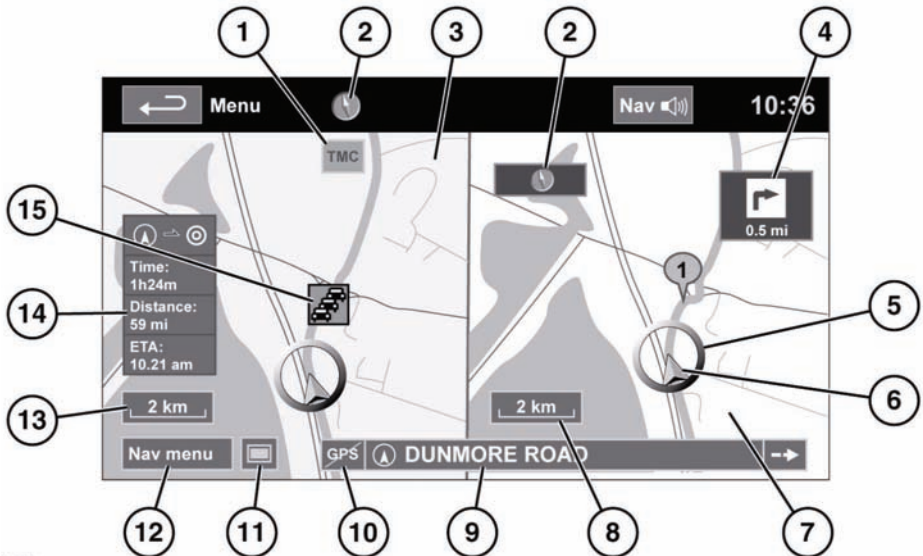 1 2 3 2 4
Menu Nav 10:36
TMC
0.5 mi
15
1
Time:
1h24m
14
Distance:
59 mi
5
ETA:
10.21 am
6
13
2 km 2 km
Nav menu GPS DUNMORE ROAD
12 11 10 9 8 7